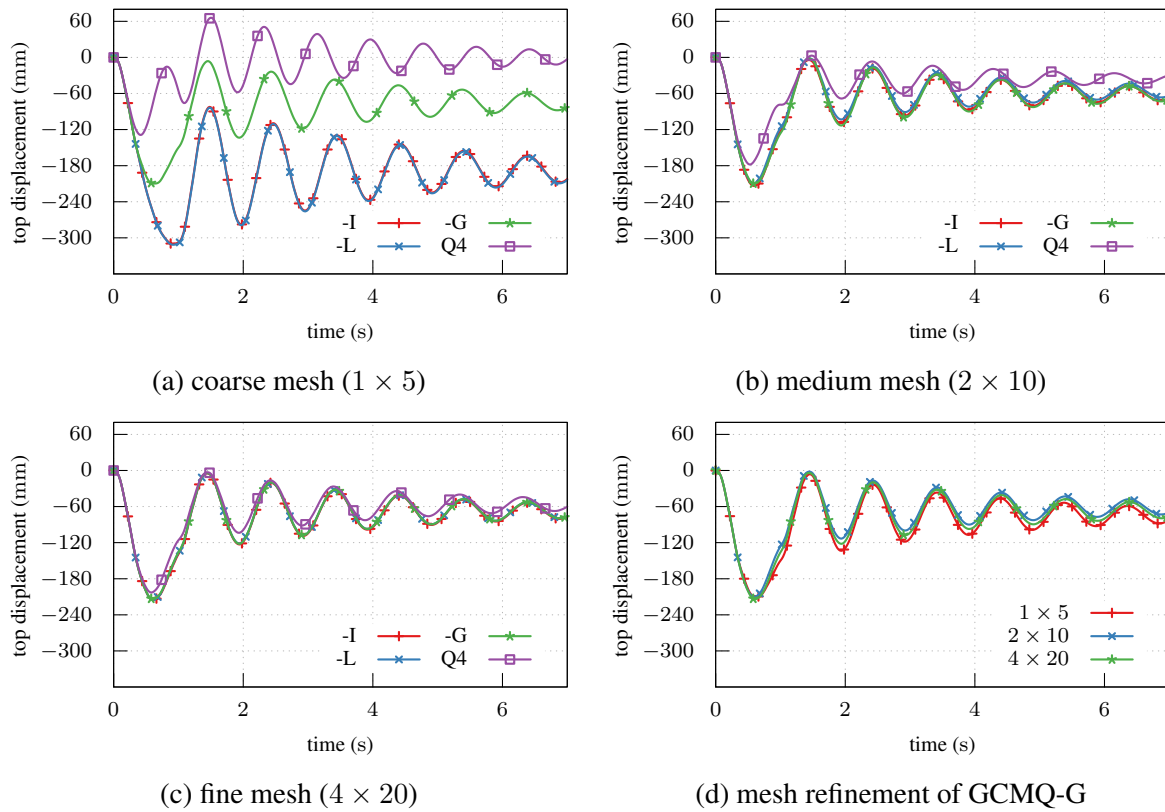 60
0
−60
−120
−180
−240
−300
top displacement (mm)
-I
-G
-L
Q4
0
2
4
6
time (s)
(a) coarse mesh (1 × 5)
60
0
−60
−120
−180
−240
−300
top displacement (mm)
-I
-G
-L
Q4
0
2
4
6
time (s)
(b) medium mesh (2 × 10)
60
0
−60
−120
−180
−240
−300
top displacement (mm)
-I
-G
-L
Q4
0
2
4
6
time (s)
(c) fine mesh (4 × 20)
60
0
−60
−120
−180
−240
−300
top displacement (mm)
1 × 5
2 × 10
4 × 20
0
2
4
6
time (s)
(d) mesh refinement of GCMQ-G